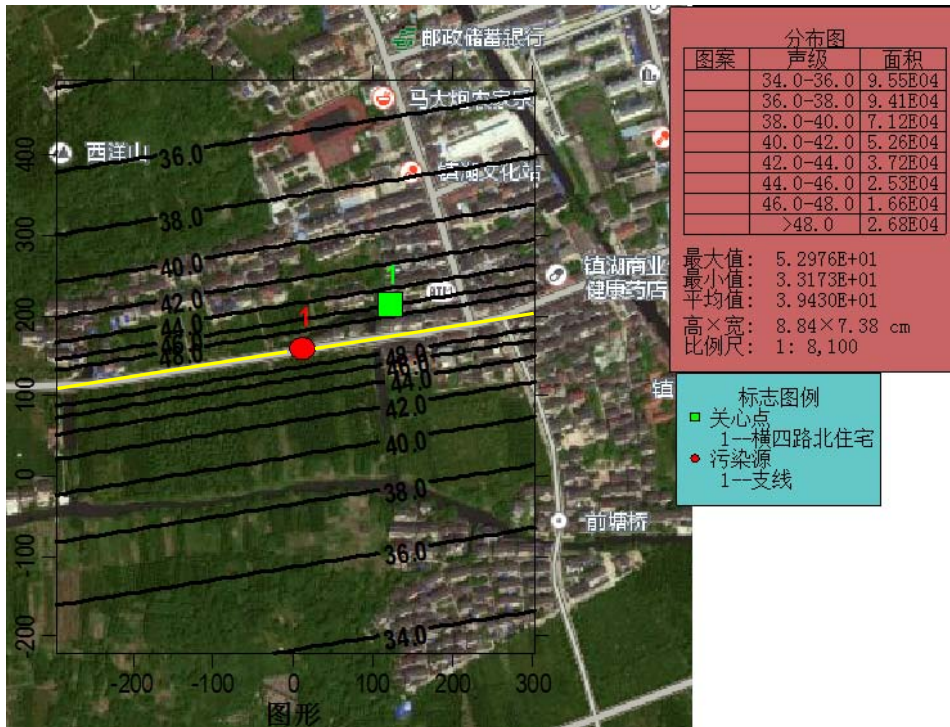 邮政储蓄银行
马大炮农家乐
西洋山
镇湖文化站
镇湖商业
健康药店
镇
前塘桥
400
300
200
100
0
-100
-200
-200
-100
0
100
200
300
图形
36.0
38.0
40.0
42.0
44.0
46.0
48.0
1
1
48.0
46.0
44.0
42.0
40.0
38.0
36.0
34.0
分布图
图案 声级 面积
34.0-36.0 9.55E04
36.0-38.0 9.41E04
38.0-40.0 7.12E04
40.0-42.0 5.26E04
42.0-44.0 3.72E04
44.0-46.0 2.53E04
46.0-48.0 1.66E04
>48.0 2.68E04
最大值: 5.2976E+01
最小值: 3.3173E+01
平均值: 3.9430E+01
高×宽: 8.84×7.38 cm
比例尺: 1: 8,100
标志图例
关心点
1--横四路北住宅
污染源
1--支线